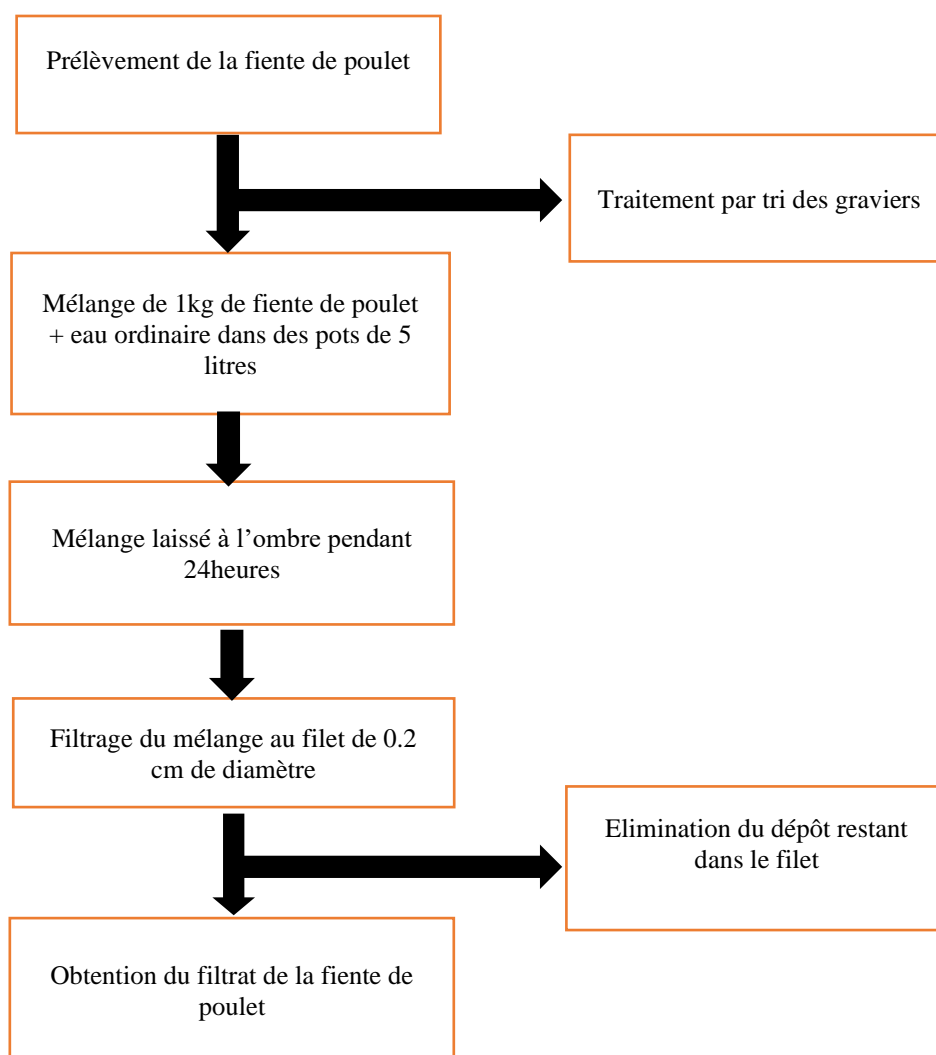 Prélèvement de la fiente de poulet
Traitement par tri des graviers
Mélange de 1kg de fiente de poulet
+ eau ordinaire dans des pots de 5
litres
Mélange laissé à l’ombre pendant
24heures
Filtrage du mélange au filet de 0.2
cm de diamètre
Elimination du dépôt restant
dans le filet
Obtention du filtrat de la fiente de
poulet